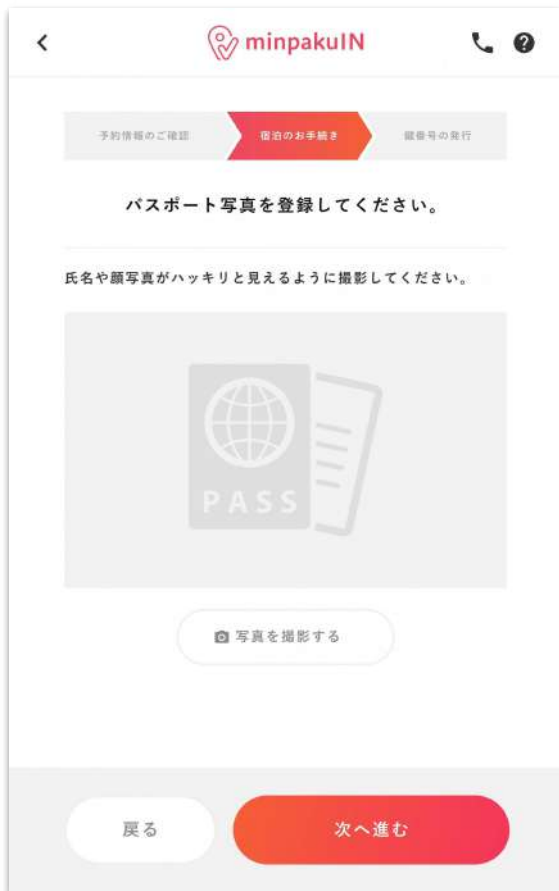 minpakuIN
予約情報のご確認
宿泊のお手続き
鍵番号の発行
パスポート写真を登録してください。
氏名や顔写真がハッキリと見えるように撮影してください。
PASS
写真を撮影する
戻る
次へ進む